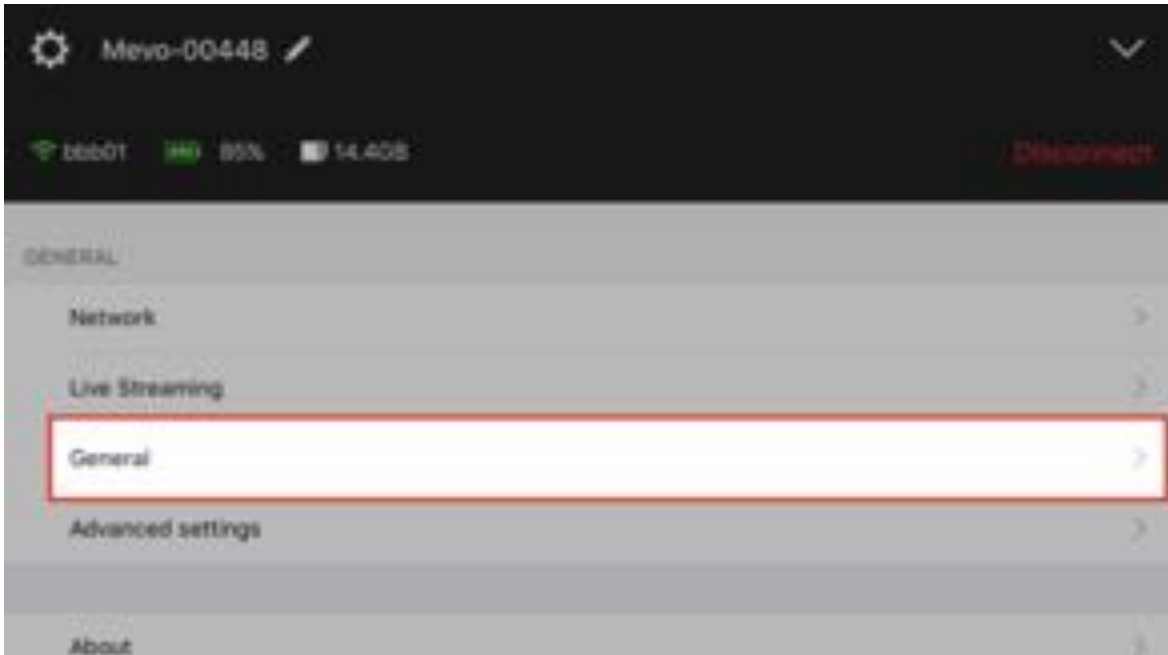 Mevo-00448
bbb01 85% 14.4GB
Disconnect
GENERAL
Network
Live Streaming
General
Advanced settings
About